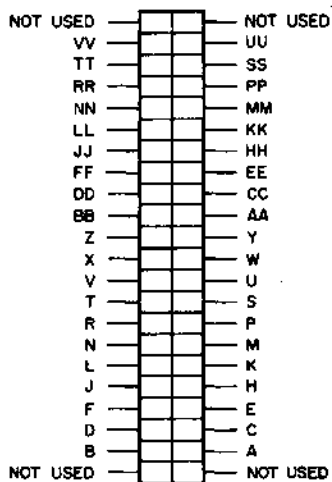 NOT USED NOT USED
VV UU
TT SS
RR PP
NN MM
LL KK
JJ HH
FF EE
DD CC
BB AA
Z Y
X W
V U
T S
R P
N M
L K
J H
F E
D C
B A
NOT USED NOT USED